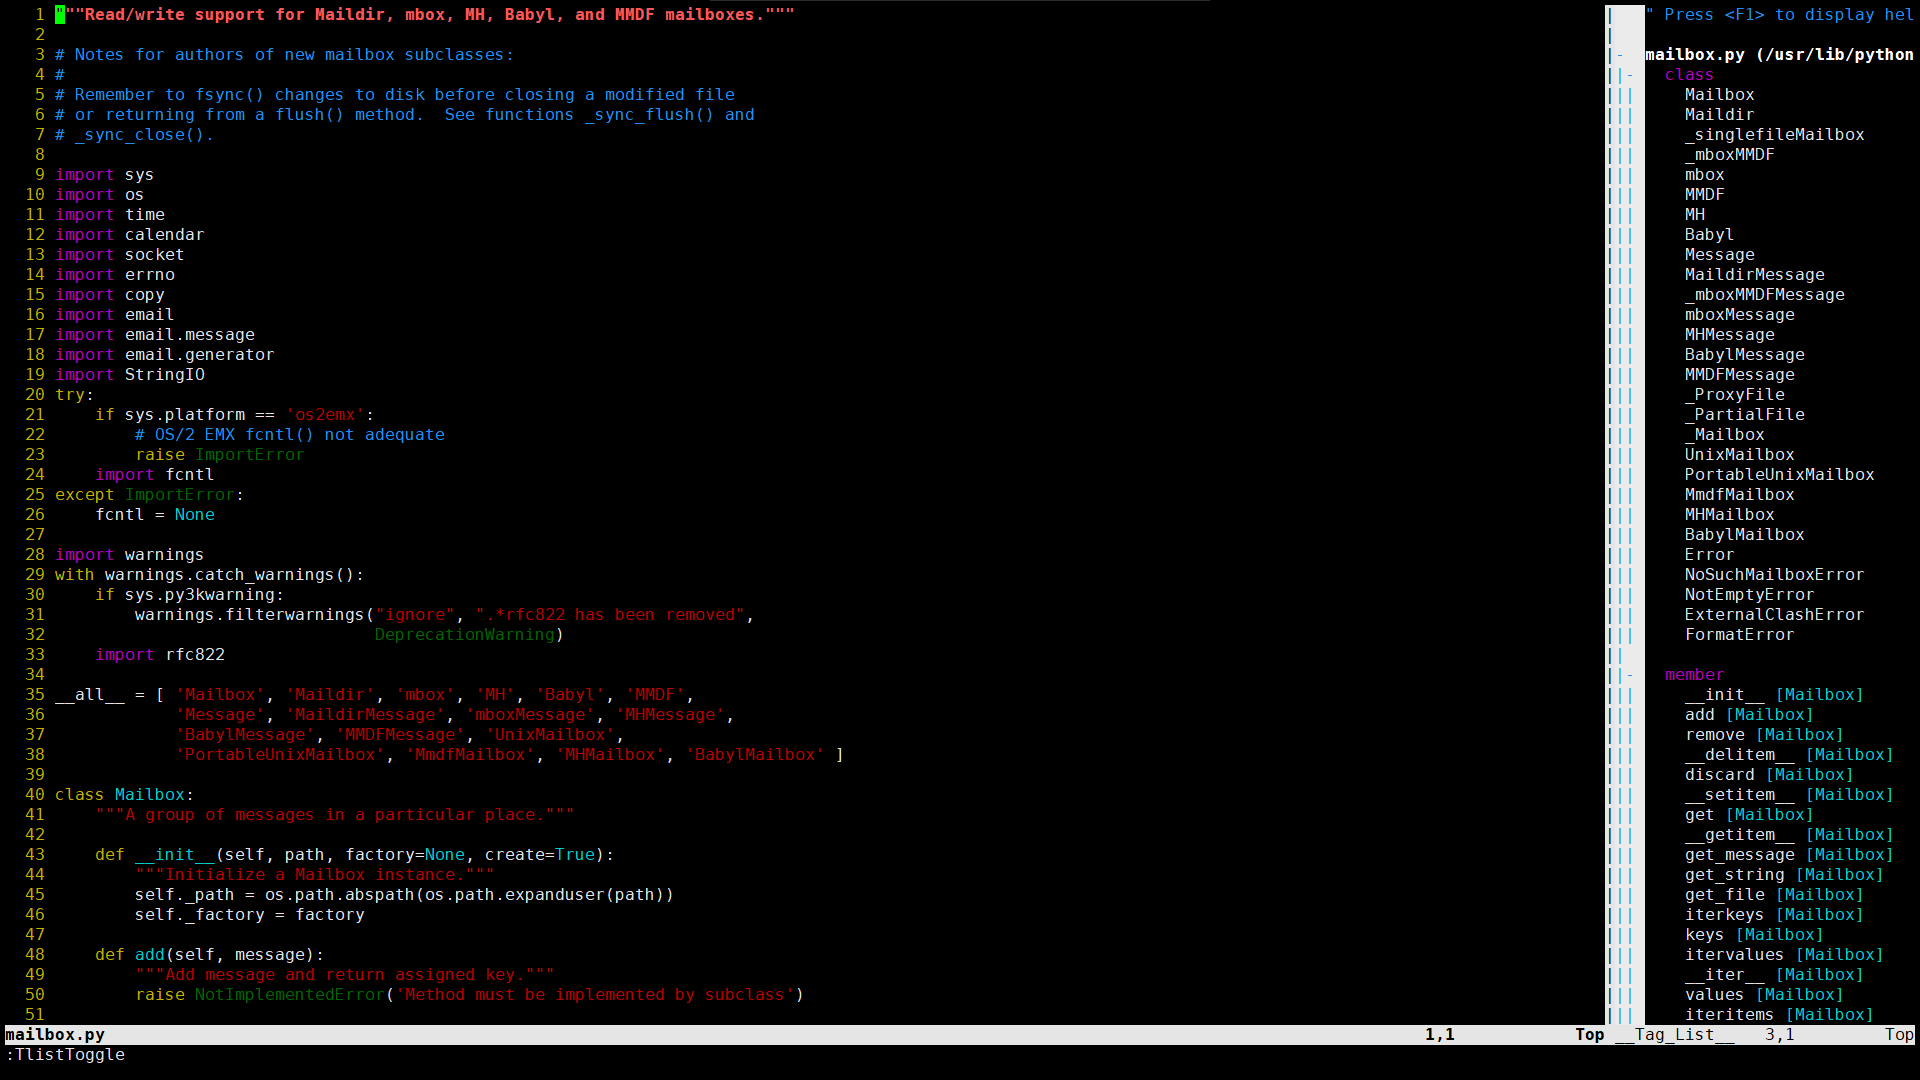 1 """Read/write support for Maildir, mbox, MH, Babyl, and MMDF mailboxes."""
2
3 # Notes for authors of new mailbox subclasses:
4 #
5 # Remember to fsync() changes to disk before closing a modified file
6 # or returning from a flush() method.  See functions _sync_flush() and
7 # _sync_close().
8
9 import sys
10 import os
11 import time
12 import calendar
13 import socket
14 import errno
15 import copy
16 import email
17 import email.message
18 import email.generator
19 import StringIO
20 try:
21     if sys.platform == 'os2emx':
22         # OS/2 EMX fcntl() not adequate
23         raise ImportError
24     import fcntl
25 except ImportError:
26     fcntl = None
27
28 import warnings
29 with warnings.catch_warnings():
30     if sys.py3kwarning:
31         warnings.filterwarnings("ignore", ".*rfc822 has been removed",
32                                 DeprecationWarning)
33     import rfc822
34
35 __all__ = [ 'Mailbox', 'Maildir', 'mbox', 'MH', 'Babyl', 'MMDF',
36             'Message', 'MaildirMessage', 'mboxMessage', 'MHMessage',
37             'BabylMessage', 'MMDFMessage', 'UnixMailbox',
38             'PortableUnixMailbox', 'MmdfMailbox', 'MHMailbox', 'BabylMailbox' ]
39
40 class Mailbox:
41     """A group of messages in a particular place."""
42
43     def __init__(self, path, factory=None, create=True):
44         """Initialize a Mailbox instance."""
45         self._path = os.path.abspath(os.path.expanduser(path))
46         self._factory = factory
47
48     def add(self, message):
49         """Add message and return assigned key."""
50         raise NotImplementedError('Method must be implemented by subclass')
51
mailbox.py 1,1 Top
:TlistToggle
|   " Press <F1> to display hel
|
|-  mailbox.py (/usr/lib/python
||-   class
|||     Mailbox
|||     Maildir
|||     _singlefileMailbox
|||     _mboxMMDF
|||     mbox
|||     MMDF
|||     MH
|||     Babyl
|||     Message
|||     MaildirMessage
|||     _mboxMMDFMessage
|||     mboxMessage
|||     MHMessage
|||     BabylMessage
|||     MMDFMessage
|||     _ProxyFile
|||     _PartialFile
|||     _Mailbox
|||     UnixMailbox
|||     PortableUnixMailbox
|||     MmdfMailbox
|||     MHMailbox
|||     BabylMailbox
|||     Error
|||     NoSuchMailboxError
|||     NotEmptyError
|||     ExternalClashError
|||     FormatError
||
||-   member
|||     __init__ [Mailbox]
|||     add [Mailbox]
|||     remove [Mailbox]
|||     __delitem__ [Mailbox]
|||     discard [Mailbox]
|||     __setitem__ [Mailbox]
|||     get [Mailbox]
|||     __getitem__ [Mailbox]
|||     get_message [Mailbox]
|||     get_string [Mailbox]
|||     get_file [Mailbox]
|||     iterkeys [Mailbox]
|||     keys [Mailbox]
|||     itervalues [Mailbox]
|||     __iter__ [Mailbox]
|||     values [Mailbox]
|||     iteritems [Mailbox]
__Tag_List__ 3,1 Top